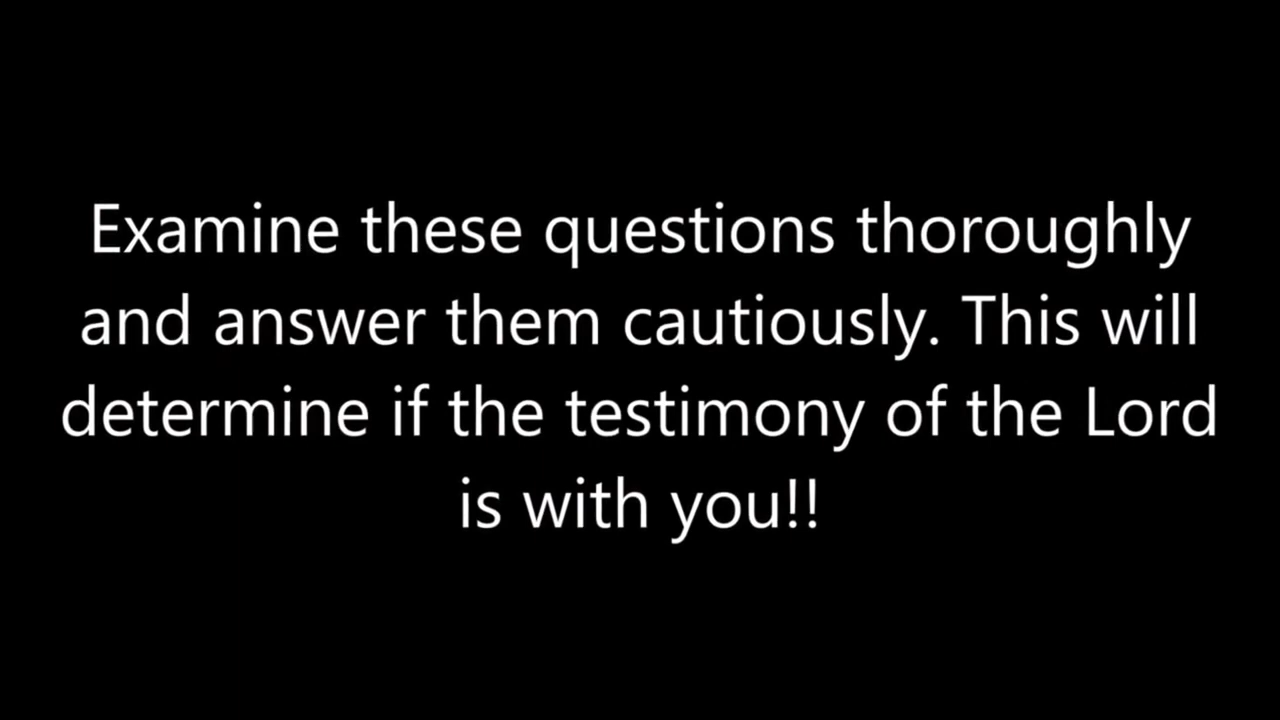 Examine these questions thoroughly
and answer them cautiously. This will
determine if the testimony of the Lord
is with you!!